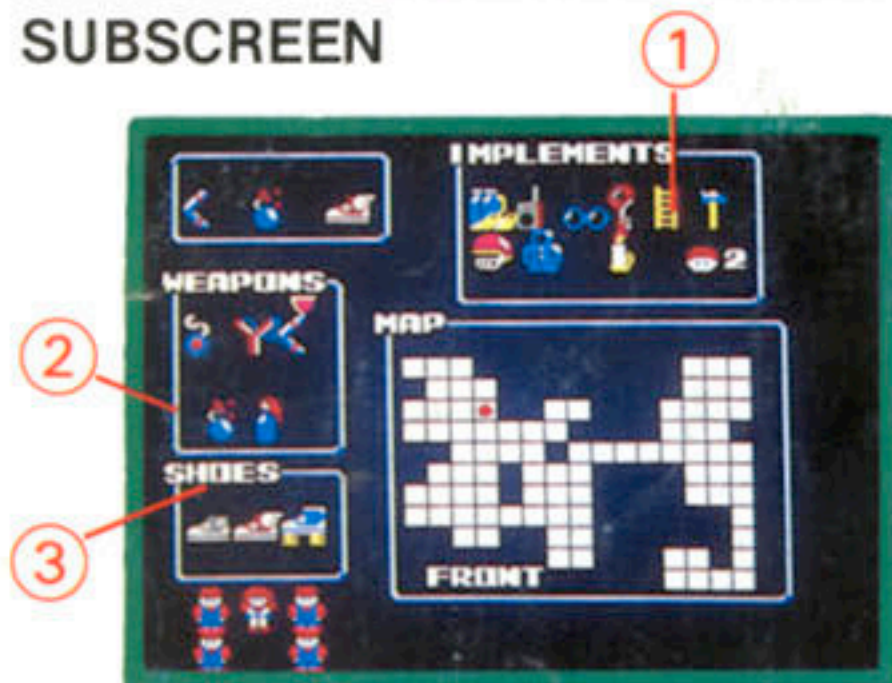 SUBSCREEN
1
IMPLEMENTS
2
WEAPONS
MAP
2
SHOES
3
FRONT